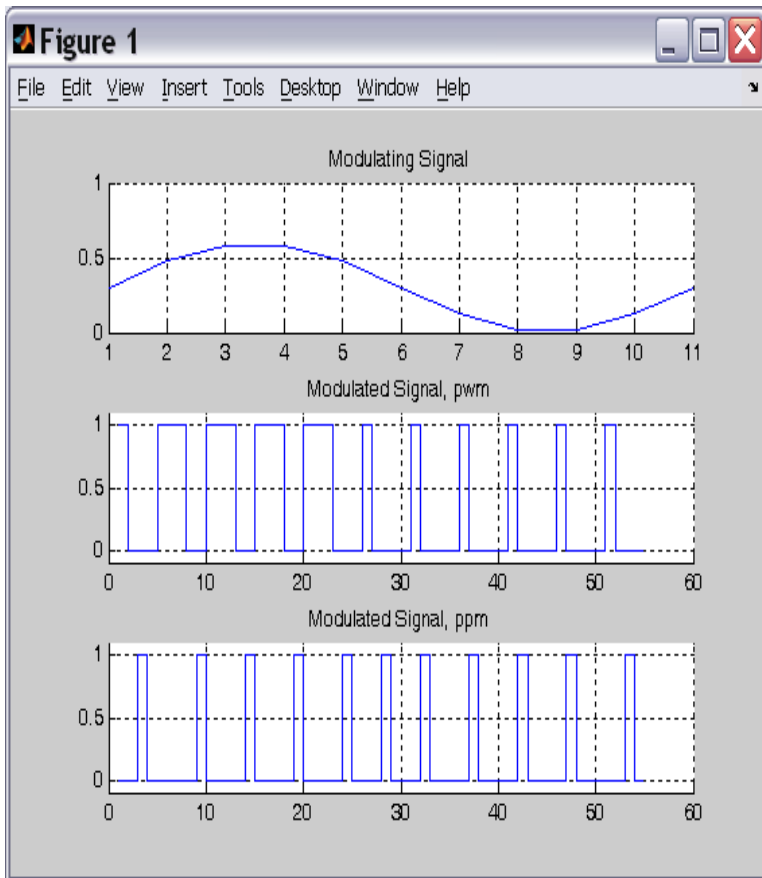 Figure 1
File Edit View Insert Tools Desktop Window Help
Modulating Signal
1
0.5
0
1 2 3 4 5 6 7 8 9 10 11
Modulated Signal, pwm
1
0.5
0
0 10 20 30 40 50 60
Modulated Signal, ppm
1
0.5
0
0 10 20 30 40 50 60